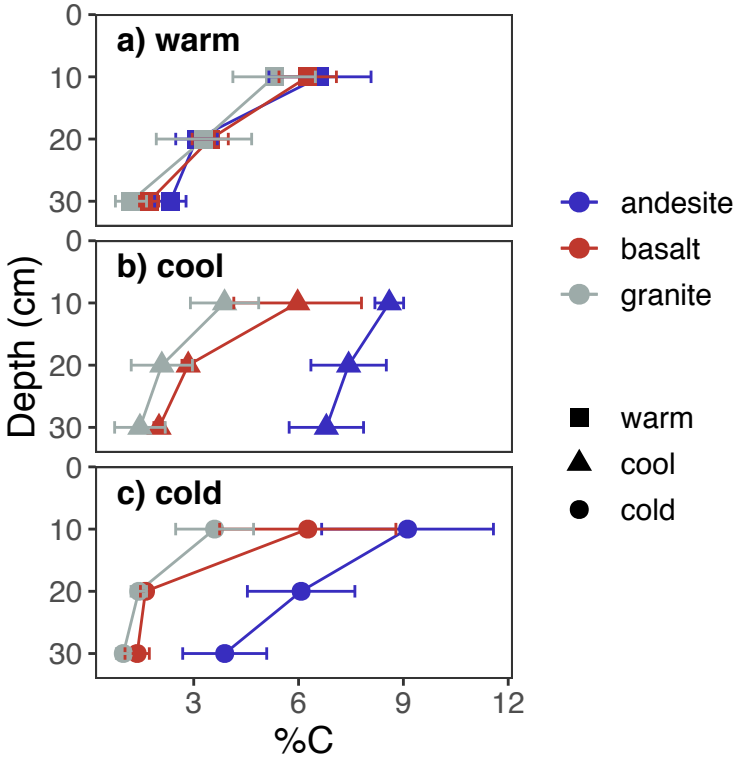 0
a) warm
10
20
30
0
b) cool
10
20
30
0
c) cold
10
20
30
3 6 9 12
%C
Depth (cm)
andesite
basalt
granite
warm
cool
cold